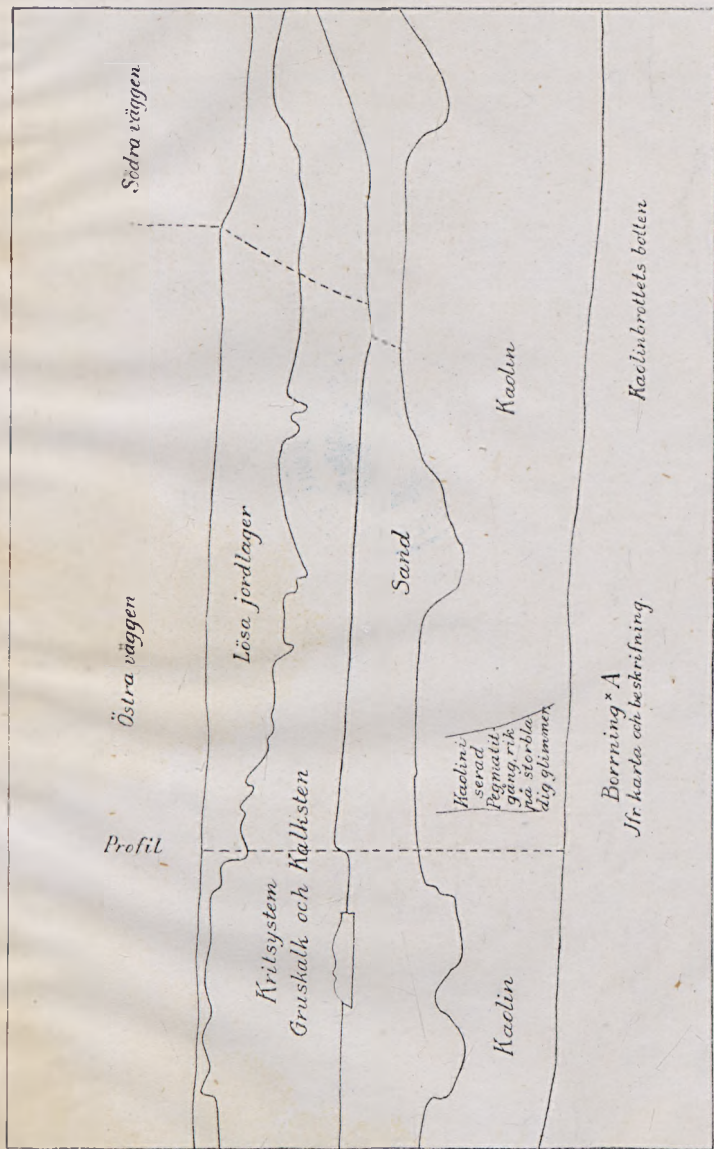 Östra väggen
Södra väggen
Profil
Lösa jordlager
Kritsystem
Gruskalk och Kalksten
Sand
Kaolini
serad
Pegmatit
gång, rik
på storbla
dig glimmer
Kaolin
Kaolin
Borrning × A
Jfr. karta och beskrifning.
Kaolinbrottets botten